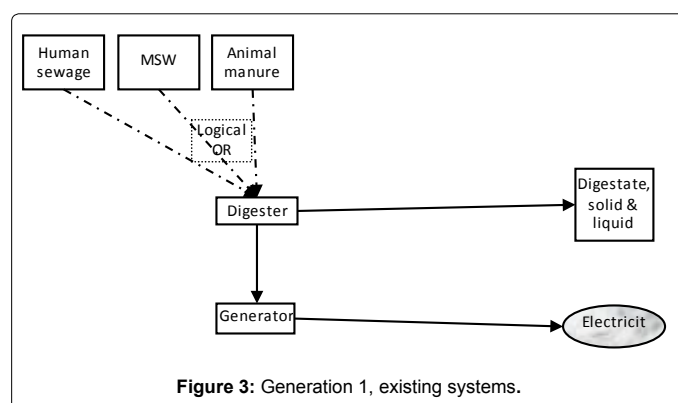 Human
sewage
MSW
Animal
manure
Logical
OR
Digester
Digestate,
solid &
liquid
Generator
Electricit
Figure 3: Generation 1, existing systems.